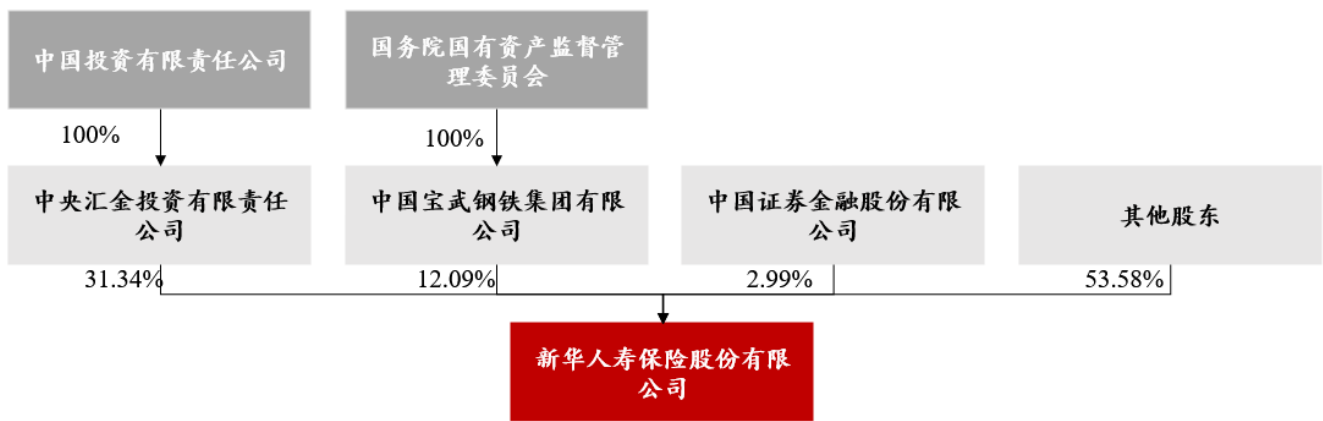 中国投资有限责任公司
国务院国有资产监督管
理委员会
100%
100%
中央汇金投资有限责任
公司
中国宝武钢铁集团有限
公司
中国证券金融股份有限
公司
其他股东
31.34%
12.09%
2.99%
53.58%
新华人寿保险股份有限
公司